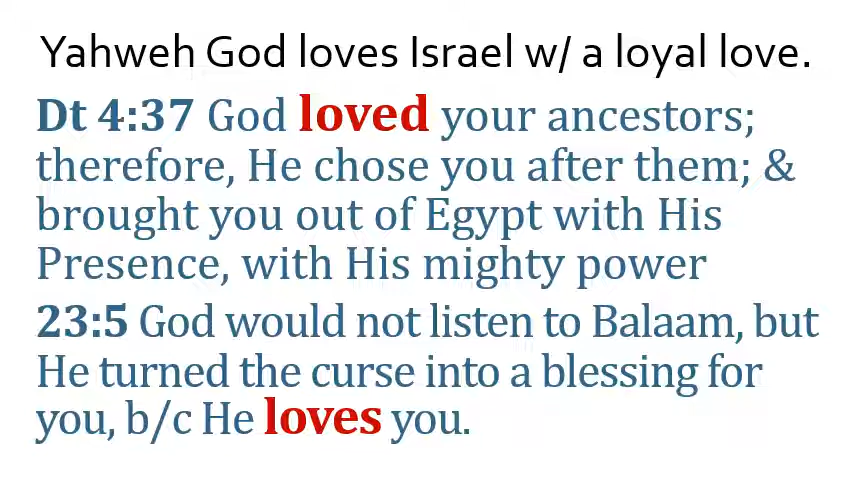 Yahweh God loves Israel w/ a loyal love.
Dt 4:37 God loved your ancestors;
therefore, He chose you after them; &
brought you out of Egypt with His
Presence, with His mighty power
23:5 God would not listen to Balaam, but
He turned the curse into a blessing for
you, b/c He loves you.